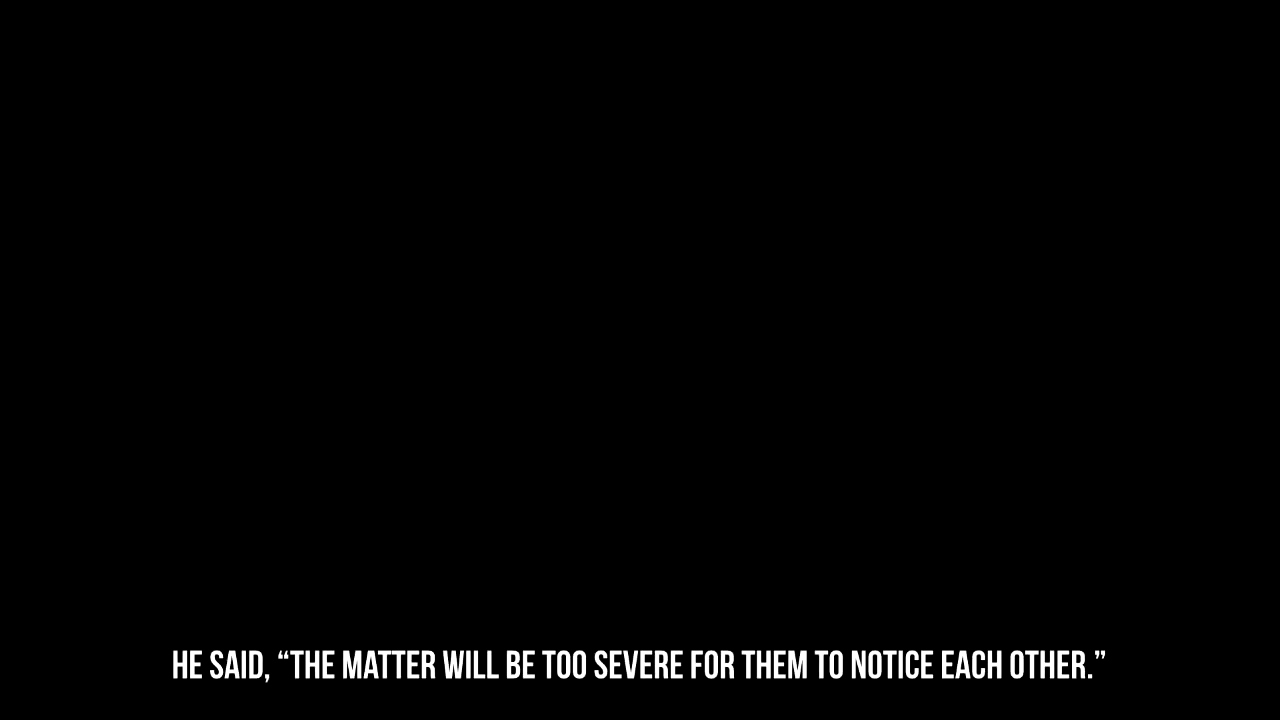 HE SAID, “THE MATTER WILL BE TOO SEVERE FOR THEM TO NOTICE EACH OTHER.”